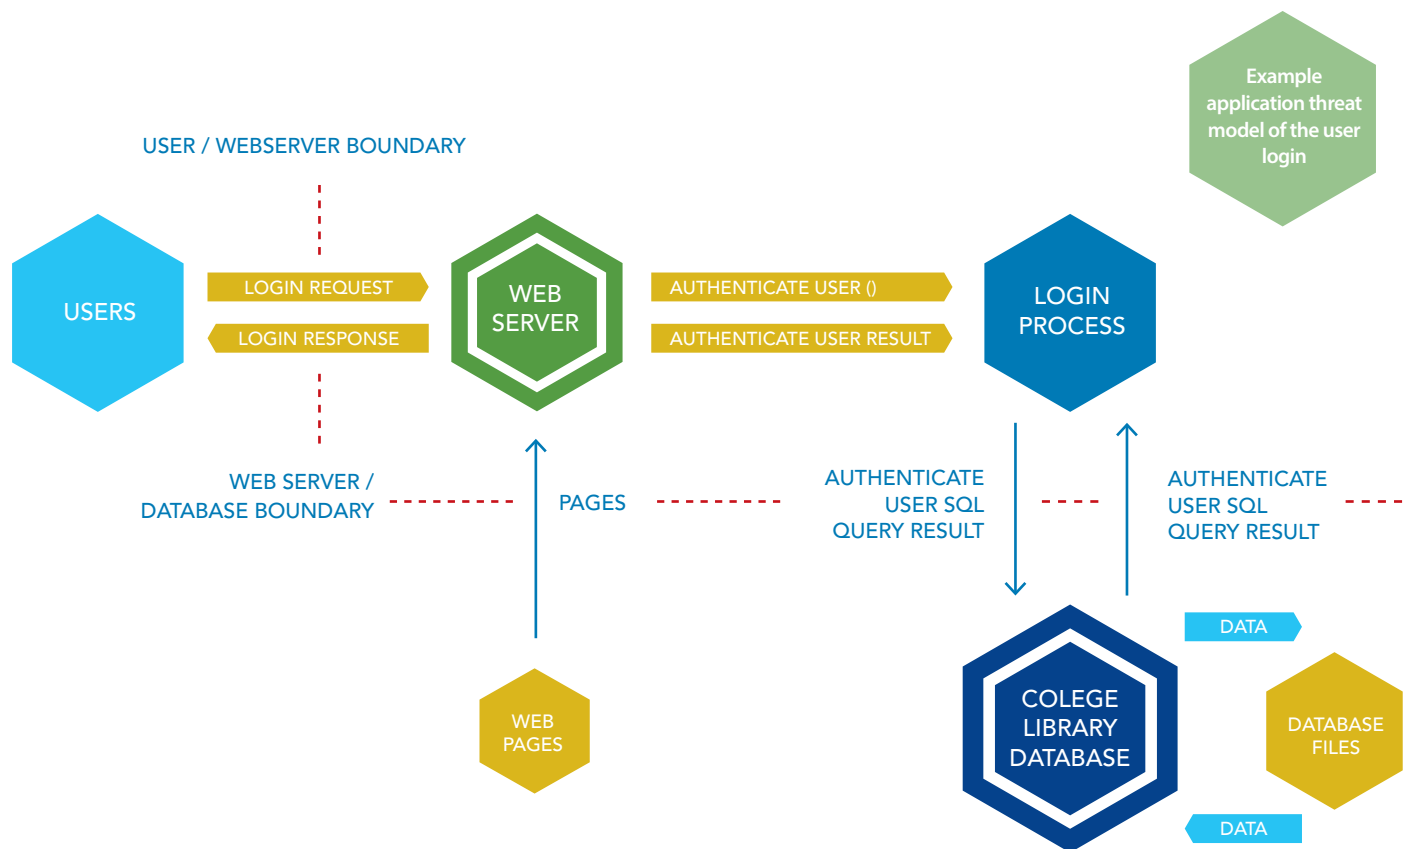 Example
application threat
model of the user
login
USER / WEBSERVER BOUNDARY
USERS
LOGIN REQUEST
LOGIN RESPONSE
WEB
SERVER
AUTHENTICATE USER ()
AUTHENTICATE USER RESULT
LOGIN
PROCESS
WEB SERVER /
DATABASE BOUNDARY
PAGES
AUTHENTICATE
USER SQL
QUERY RESULT
AUTHENTICATE
USER SQL
QUERY RESULT
WEB
PAGES
COLEGE
LIBRARY
DATABASE
DATA
DATABASE
FILES
DATA